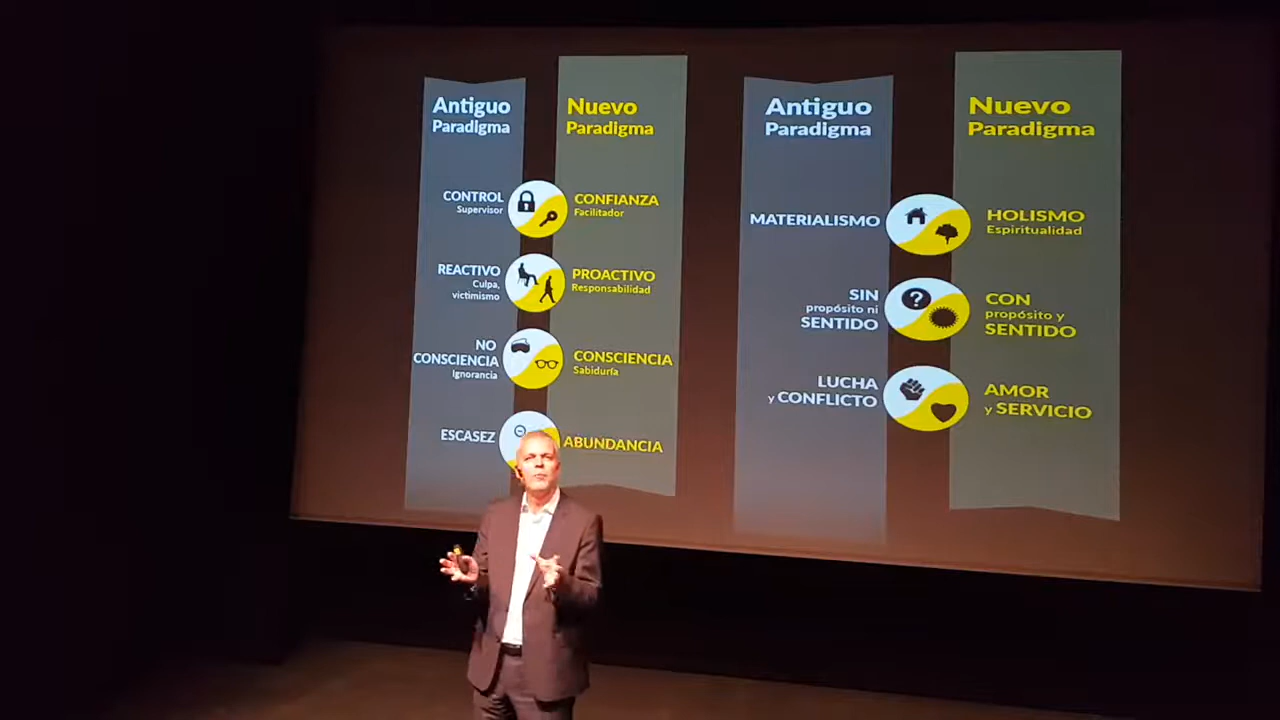 Antiguo
Paradigma
Nuevo
Paradigma
CONTROL
Supervisor
CONFIANZA
Facilitador
REACTIVO
Culpa,
victimismo
PROACTIVO
Responsabilidad
NO
CONSCIENCIA
Ignorancia
CONSCIENCIA
Sabiduría
ESCASEZ
ABUNDANCIA
Antiguo
Paradigma
Nuevo
Paradigma
MATERIALISMO
HOLISMO
Espiritualidad
SIN
propósito ni
SENTIDO
?
CON
propósito y
SENTIDO
LUCHA
y CONFLICTO
AMOR
y SERVICIO